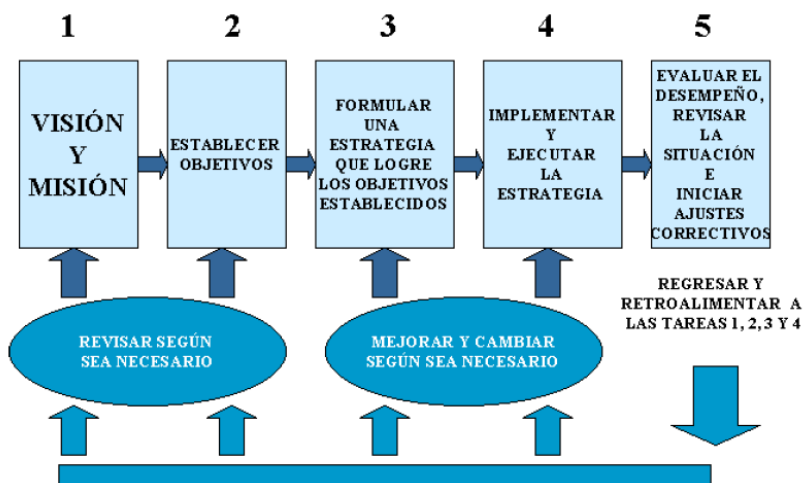 1
2
3
4
5
VISIÓN
Y
MISIÓN
ESTABLECER
OBJETIVOS
FORMULAR
UNA
ESTRATEGIA
QUE LOGRE
LOS OBJETIVOS
ESTABLECIDOS
IMPLEMENTAR
Y
EJECUTAR
LA
ESTRATEGIA
EVALUAR EL
DESEMPEÑO,
REVISAR
LA
SITUACIÓN
E
INICIAR
AJUSTES
CORRECTIVOS
REVISAR SEGÚN
SEA NECESARIO
MEJORAR Y CAMBIAR
SEGÚN SEA NECESARIO
REGRESAR Y
RETROALIMENTAR A
LAS TAREAS 1, 2, 3 Y 4